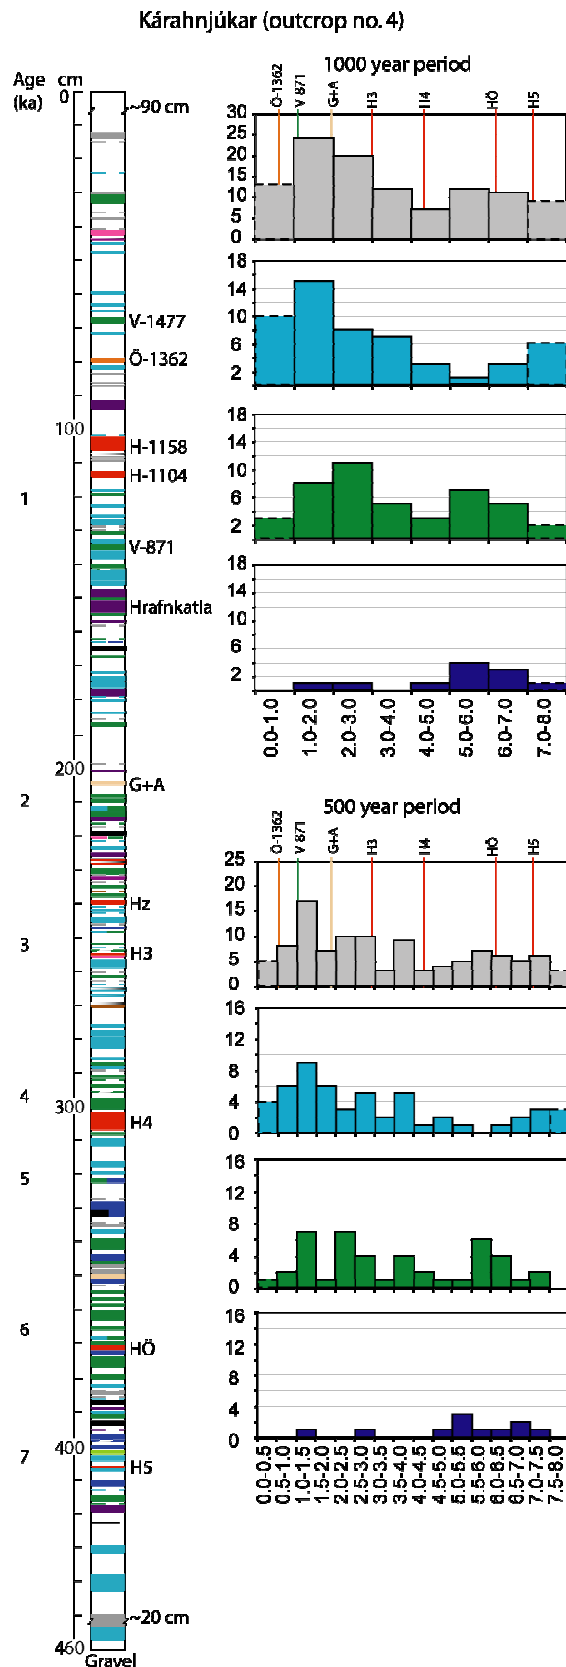 Kárahnjúkar (outcrop no. 4)
Age
(ka)
cm
0
~90 cm
V-1477
Ö-1362
100
H-1158
H-1104
1
V-871
Hrafnkatla
200
G+A
2
Hz
3
H3
4
300
H4
5
6
HÖ
400
7
H5
~20 cm
460
Gravel
1000 year period
Ö-1362
V 871
G+A
H3
H4
HÖ
H5
30
25
20
15
10
5
0
18
14
10
6
2
18
14
10
6
2
18
14
10
6
2
0.0-1.0
1.0-2.0
2.0-3.0
3.0-4.0
4.0-5.0
5.0-6.0
6.0-7.0
7.0-8.0
500 year period
Ö-1362
V 871
G+A
H3
H4
HÖ
H5
25
20
15
10
5
0
16
12
8
4
0
16
12
8
4
0
16
12
8
4
0
0.0-0.5
0.5-1.0
1.0-1.5
1.5-2.0
2.0-2.5
2.5-3.0
3.0-3.5
3.5-4.0
4.0-4.5
4.5-5.0
5.0-5.5
5.5-6.0
6.0-6.5
6.5-7.0
7.0-7.5
7.5-8.0